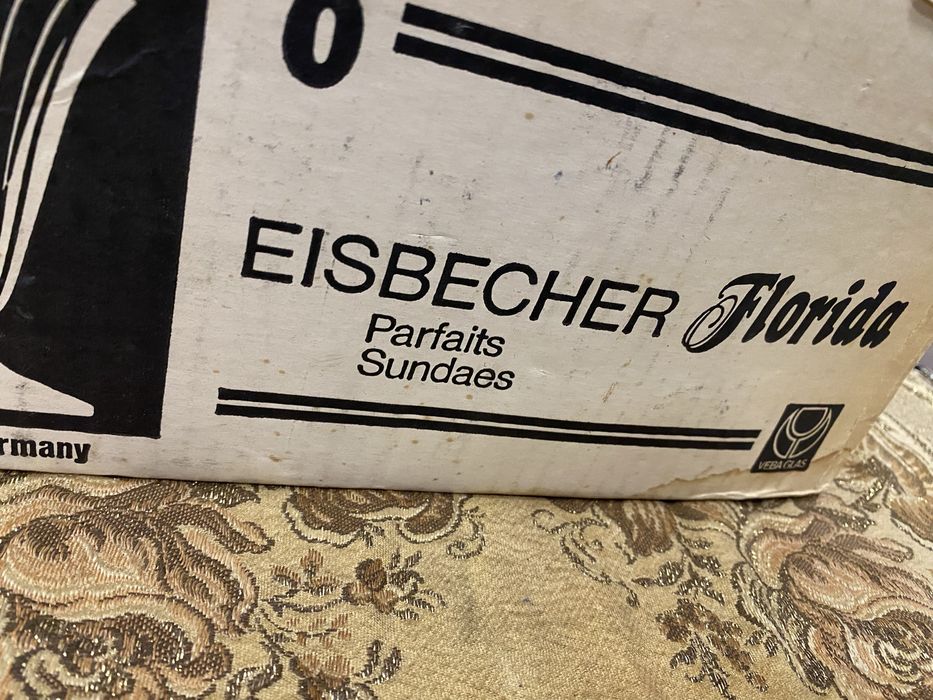 EISBECHER Florida
Parfaits
Sundaes
rmany
VEBA GLAS